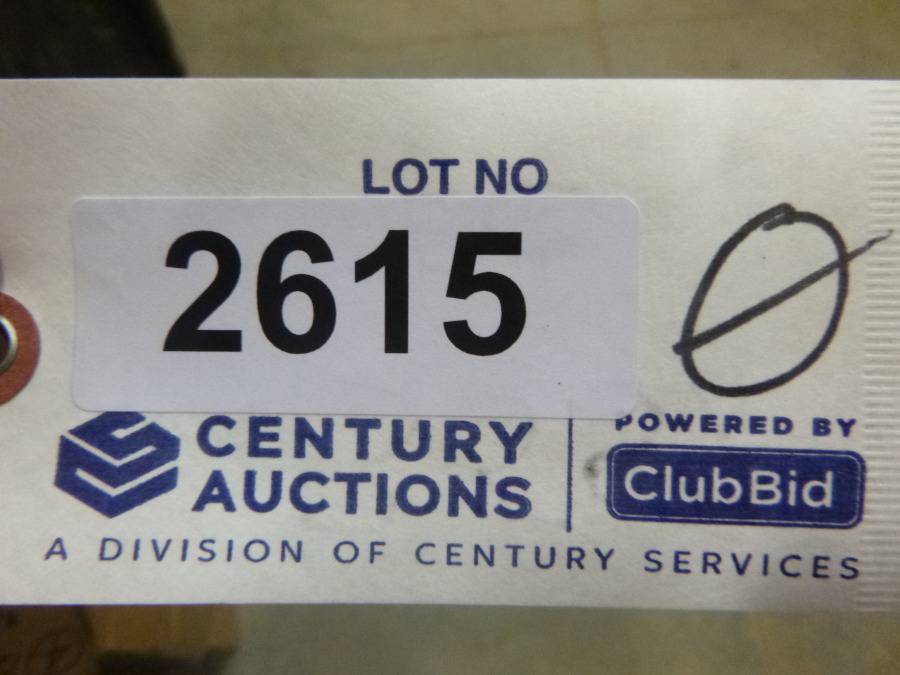 LOT NO
2615
Ø
CENTURY
AUCTIONS
POWERED BY
ClubBid
A DIVISION OF CENTURY SERVICES